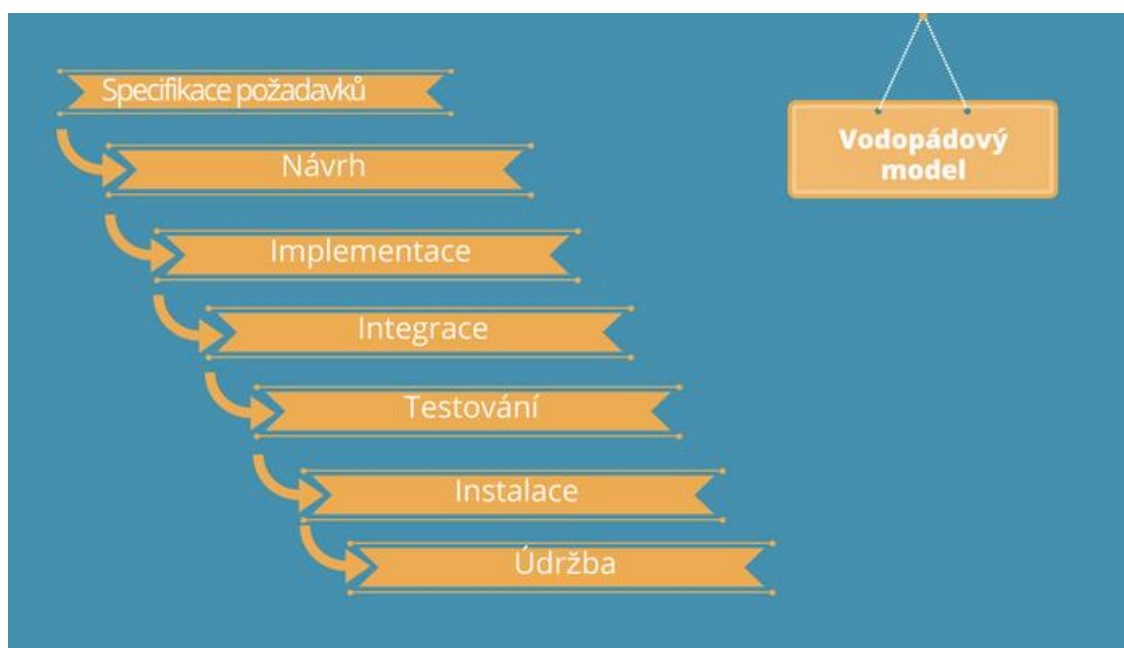 Specifikace požadavků
Návrh
Implementace
Integrace
Testování
Instalace
Údržba
Vodopádový
model